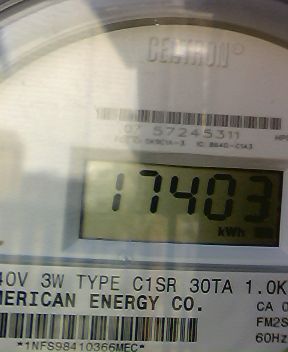 CENTRON®
07 57245311
17403
kWh
40V 3W TYPE C1SR 30TA 1.0K
MERICAN ENERGY CO.
CA 0
FM2S
60Hz
*1NFS98410366MEC*